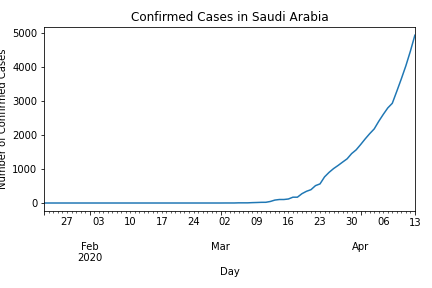 Confirmed Cases in Saudi Arabia
Number of Confirmed Cases
5000
4000
3000
2000
1000
0
27 03 10 17 24 02 09 16 23 30 06 13
Feb Mar Apr
2020
Day